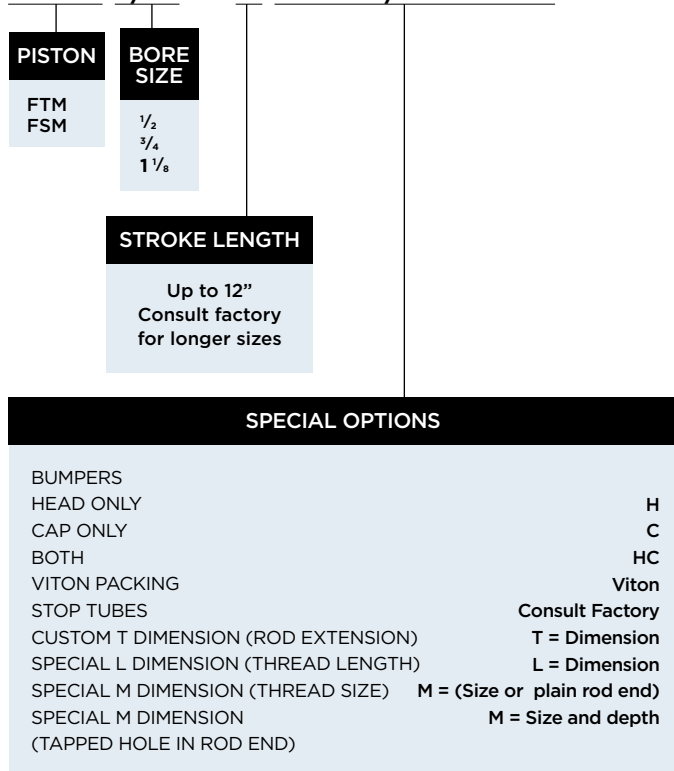 PISTON
FTM
FSM
BORE
SIZE
1/2
3/4
1 1/8
STROKE LENGTH
Up to 12”
Consult factory
for longer sizes
SPECIAL OPTIONS
BUMPERS
HEAD ONLY H
CAP ONLY C
BOTH HC
VITON PACKING Viton
STOP TUBES Consult Factory
CUSTOM T DIMENSION (ROD EXTENSION) T = Dimension
SPECIAL L DIMENSION (THREAD LENGTH) L = Dimension
SPECIAL M DIMENSION (THREAD SIZE) M = (Size or plain rod end)
SPECIAL M DIMENSION M = Size and depth
(TAPPED HOLE IN ROD END)